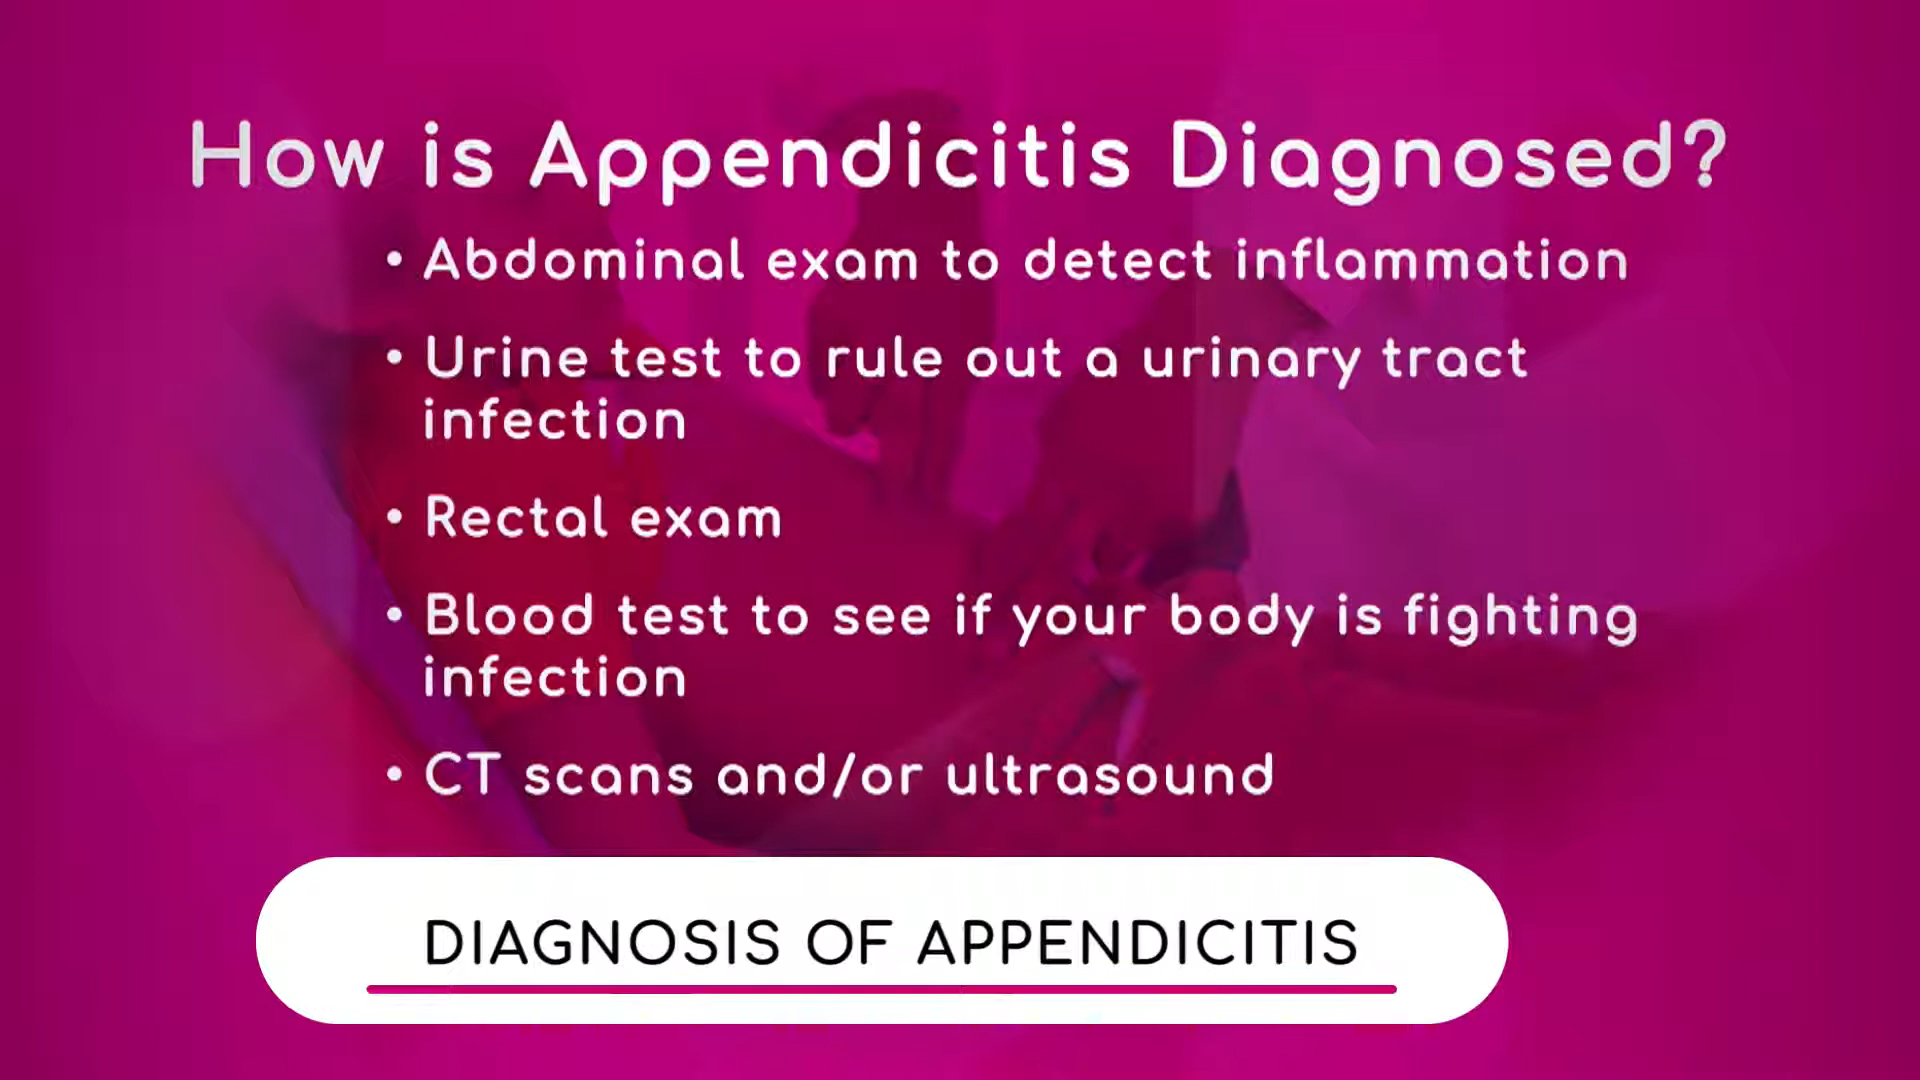 How is Appendicitis Diagnosed?
• Abdominal exam to detect inflammation
• Urine test to rule out a urinary tract
infection
• Rectal exam
• Blood test to see if your body is fighting
infection
• CT scans and/or ultrasound
DIAGNOSIS OF APPENDICITIS